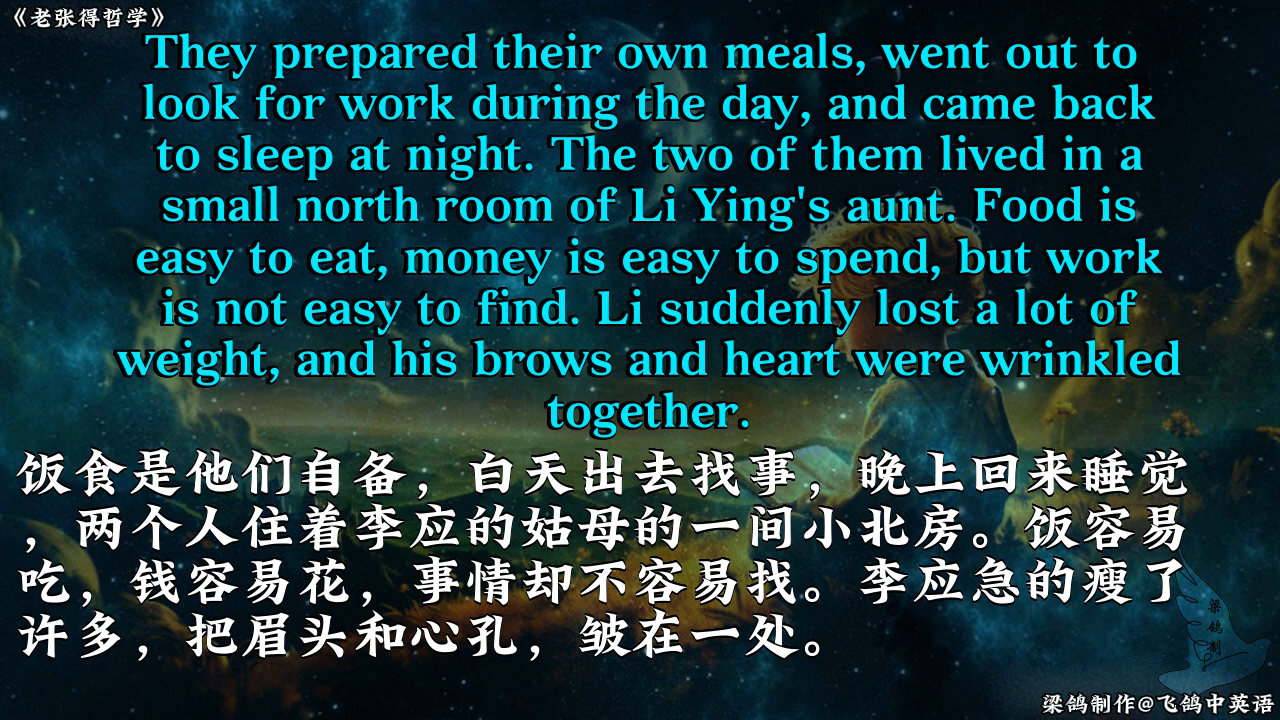 《老张得哲学》
They prepared their own meals, went out to
look for work during the day, and came back
to sleep at night. The two of them lived in a
small north room of Li Ying's aunt. Food is
easy to eat, money is easy to spend, but work
is not easy to find. Li suddenly lost a lot of
weight, and his brows and heart were wrinkled
together.
饭食是他们自备，白天出去找事，晚上回来睡觉
，两个人住着李应的姑母的一间小北房。饭容易
吃，钱容易花，事情却不容易找。李应急的瘦了
许多，把眉头和心孔，皱在一处。
梁鸽制
梁鸽制作@飞鸽中英语